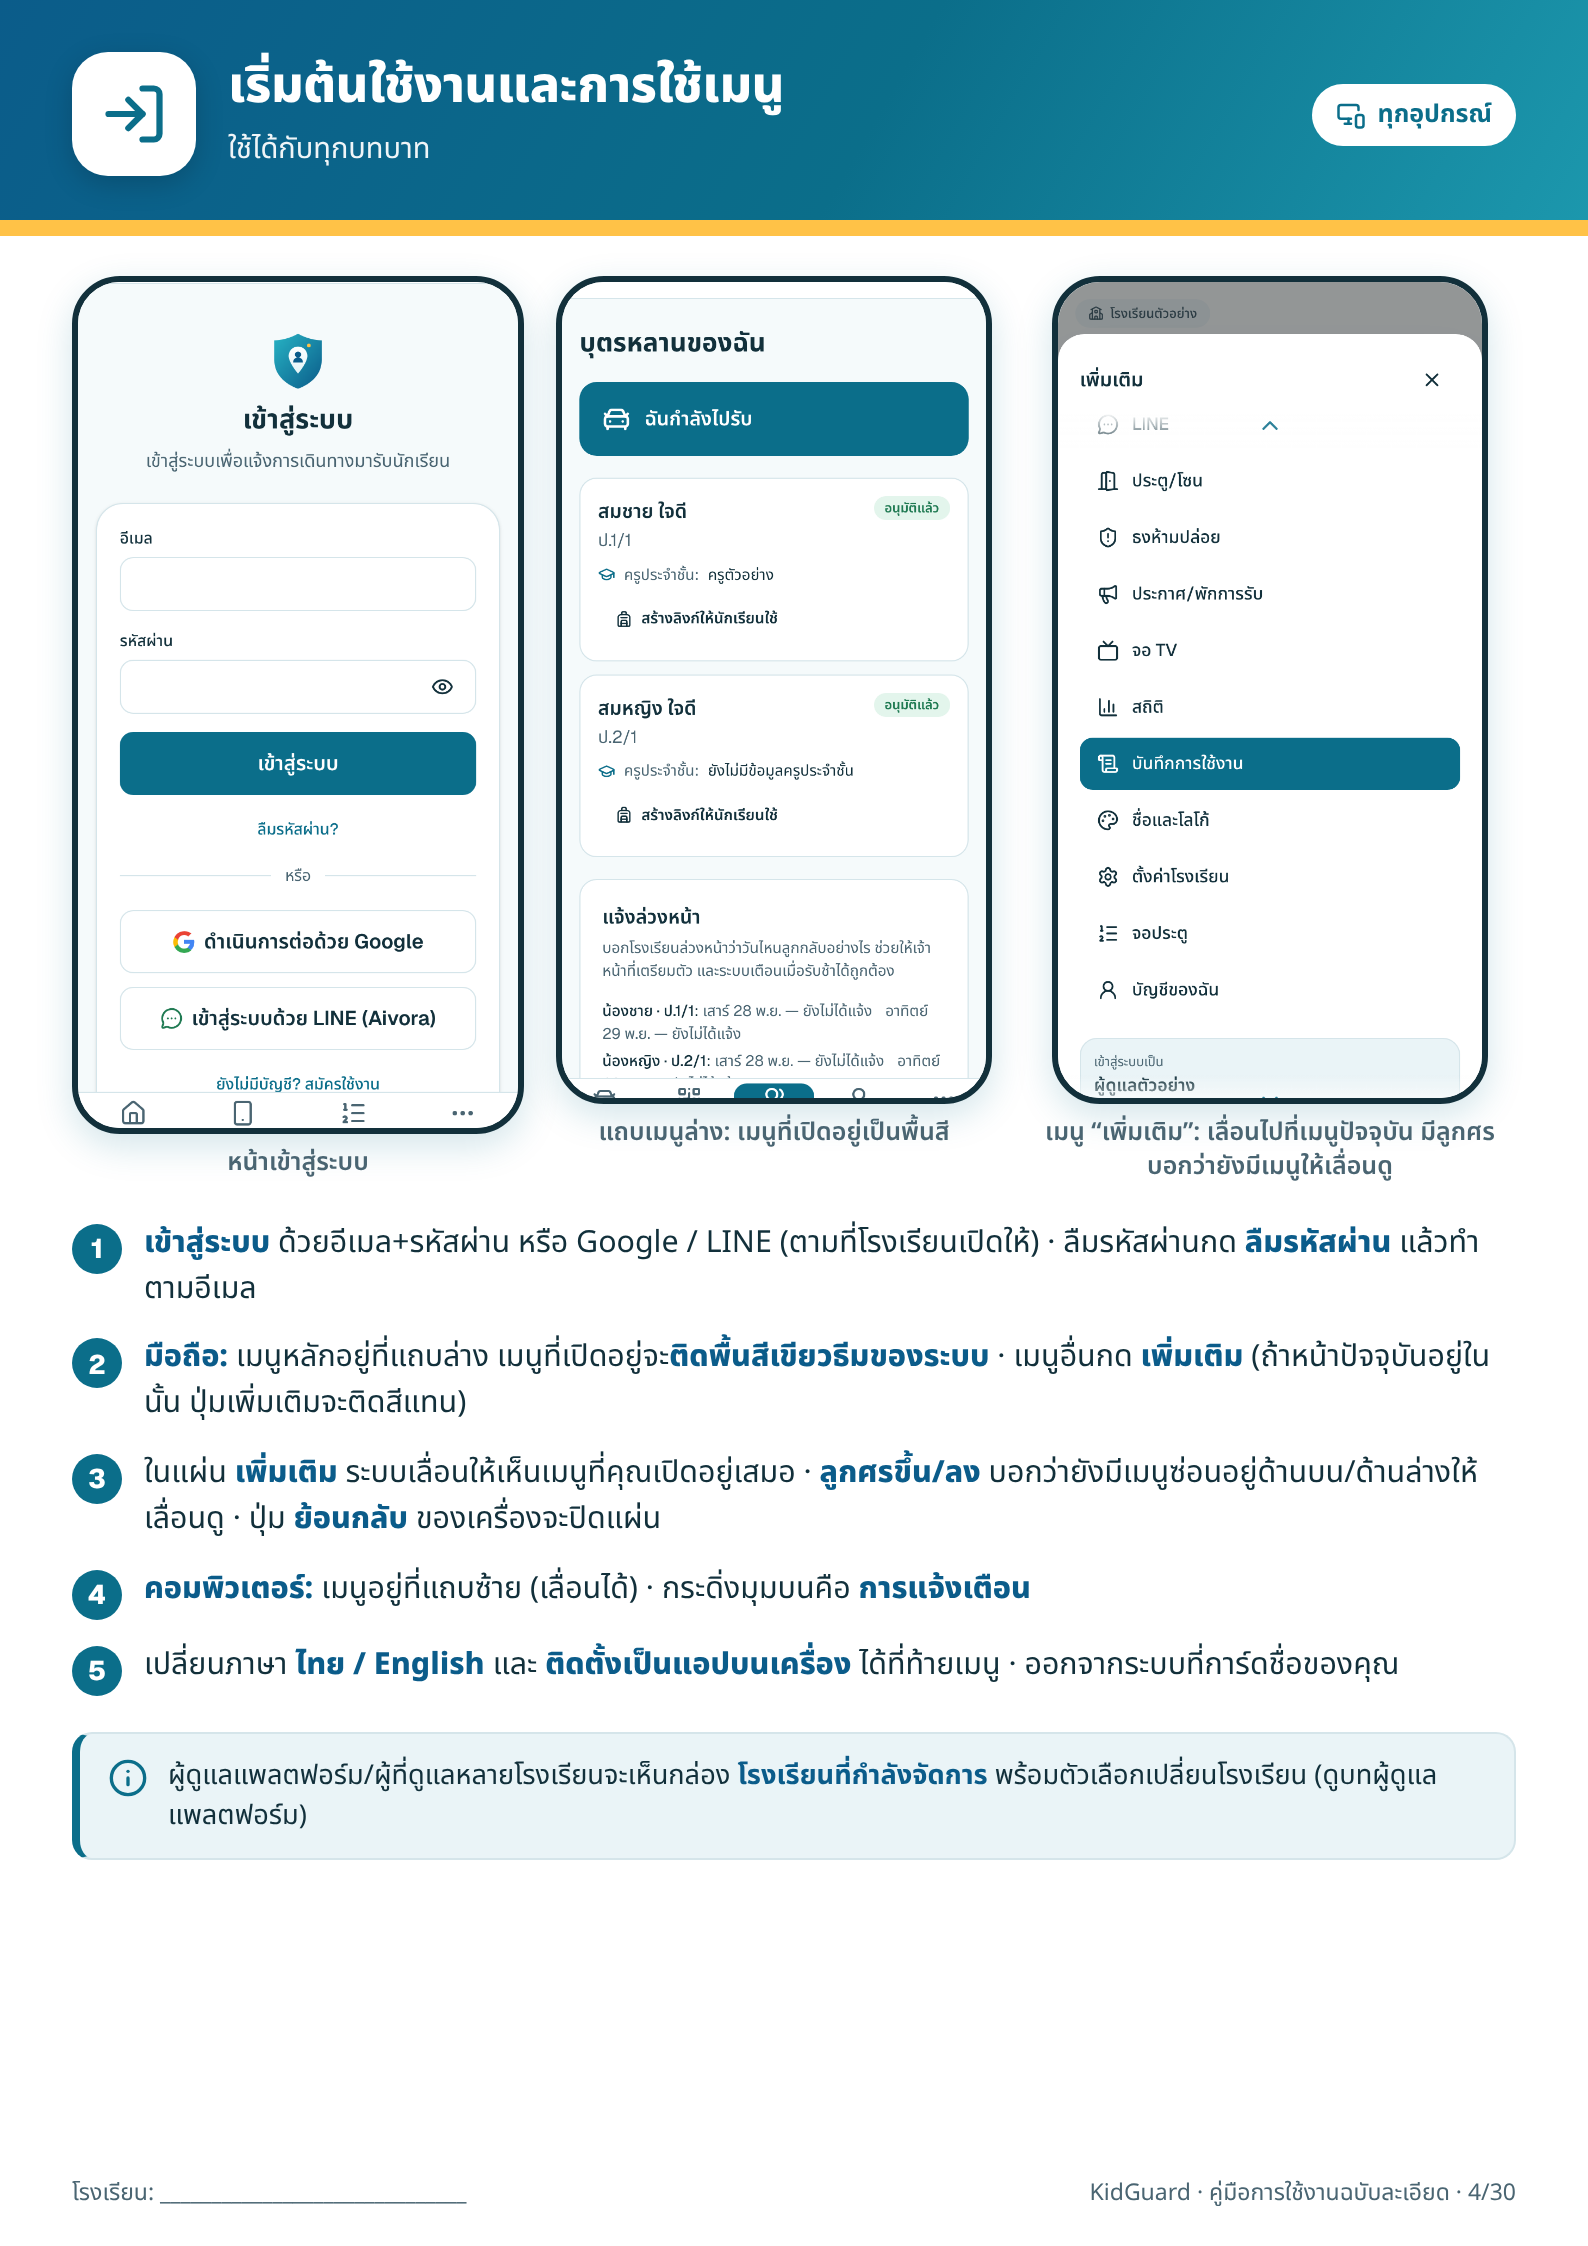 เริ่มต้นใช้งานและการใช้เมนู
ใช้ได้กับทุกบทบาท
ทุกอุปกรณ์
เข้าสู่ระบบ
เข้าสู่ระบบเพื่อแจ้งการเดินทางมารับนักเรียน
อีเมล
รหัสผ่าน
เข้าสู่ระบบ
ลืมรหัสผ่าน?
หรือ
ดำเนินการต่อด้วย Google
เข้าสู่ระบบด้วย LINE (Aivora)
ยังไม่มีบัญชี? สมัครใช้งาน
หน้าเข้าสู่ระบบ
บุตรหลานของฉัน
ฉันกำลังไปรับ
สมชาย ใจดี
อนุมัติแล้ว
ป.1/1
ครูประจำชั้น: ครูตัวอย่าง
สร้างลิงก์ให้นักเรียนใช้
สมหญิง ใจดี
อนุมัติแล้ว
ป.2/1
ครูประจำชั้น: ยังไม่มีข้อมูลครูประจำชั้น
สร้างลิงก์ให้นักเรียนใช้
แจ้งล่วงหน้า
บอกโรงเรียนล่วงหน้าว่าวันไหนลูกกลับอย่างไร ช่วยให้เจ้า
หน้าที่เตรียมตัว และระบบเตือนเมื่อรับช้าได้ถูกต้อง
น้องชาย · ป.1/1: เสาร์ 28 พ.ย. — ยังไม่ได้แจ้ง อาทิตย์
29 พ.ย. — ยังไม่ได้แจ้ง
น้องหญิง · ป.2/1: เสาร์ 28 พ.ย. — ยังไม่ได้แจ้ง อาทิตย์
แถบเมนูล่าง: เมนูที่เปิดอยู่เป็นพื้นสี
โรงเรียนตัวอย่าง
เพิ่มเติม
LINE
ประตู/โซน
ธงห้ามปล่อย
ประกาศ/พักการรับ
จอ TV
สถิติ
บันทึกการใช้งาน
ชื่อและโลโก้
ตั้งค่าโรงเรียน
จอประตู
บัญชีของฉัน
เข้าสู่ระบบเป็น
ผู้ดูแลตัวอย่าง
เมนู “เพิ่มเติม”: เลื่อนไปที่เมนูปัจจุบัน มีลูกศร
บอกว่ายังมีเมนูให้เลื่อนดู
1 เข้าสู่ระบบ ด้วยอีเมล+รหัสผ่าน หรือ Google / LINE (ตามที่โรงเรียนเปิดให้) · ลืมรหัสผ่านกด ลืมรหัสผ่าน แล้วทำ
ตามอีเมล
2 มือถือ: เมนูหลักอยู่ที่แถบล่าง เมนูที่เปิดอยู่จะติดพื้นสีเขียวธีมของระบบ · เมนูอื่นกด เพิ่มเติม (ถ้าหน้าปัจจุบันอยู่ใน
นั้น ปุ่มเพิ่มเติมจะติดสีแทน)
3 ในแผ่น เพิ่มเติม ระบบเลื่อนให้เห็นเมนูที่คุณเปิดอยู่เสมอ · ลูกศรขึ้น/ลง บอกว่ายังมีเมนูซ่อนอยู่ด้านบน/ด้านล่างให้
เลื่อนดู · ปุ่ม ย้อนกลับ ของเครื่องจะปิดแผ่น
4 คอมพิวเตอร์: เมนูอยู่ที่แถบซ้าย (เลื่อนได้) · กระดิ่งมุมบนคือ การแจ้งเตือน
5 เปลี่ยนภาษา ไทย / English และ ติดตั้งเป็นแอปบนเครื่อง ได้ที่ท้ายเมนู · ออกจากระบบที่การ์ดชื่อของคุณ
ผู้ดูแลแพลตฟอร์ม/ผู้ที่ดูแลหลายโรงเรียนจะเห็นกล่อง โรงเรียนที่กำลังจัดการ พร้อมตัวเลือกเปลี่ยนโรงเรียน (ดูบทผู้ดูแล
แพลตฟอร์ม)
โรงเรียน: ________________________
KidGuard · คู่มือการใช้งานฉบับละเอียด · 4/30